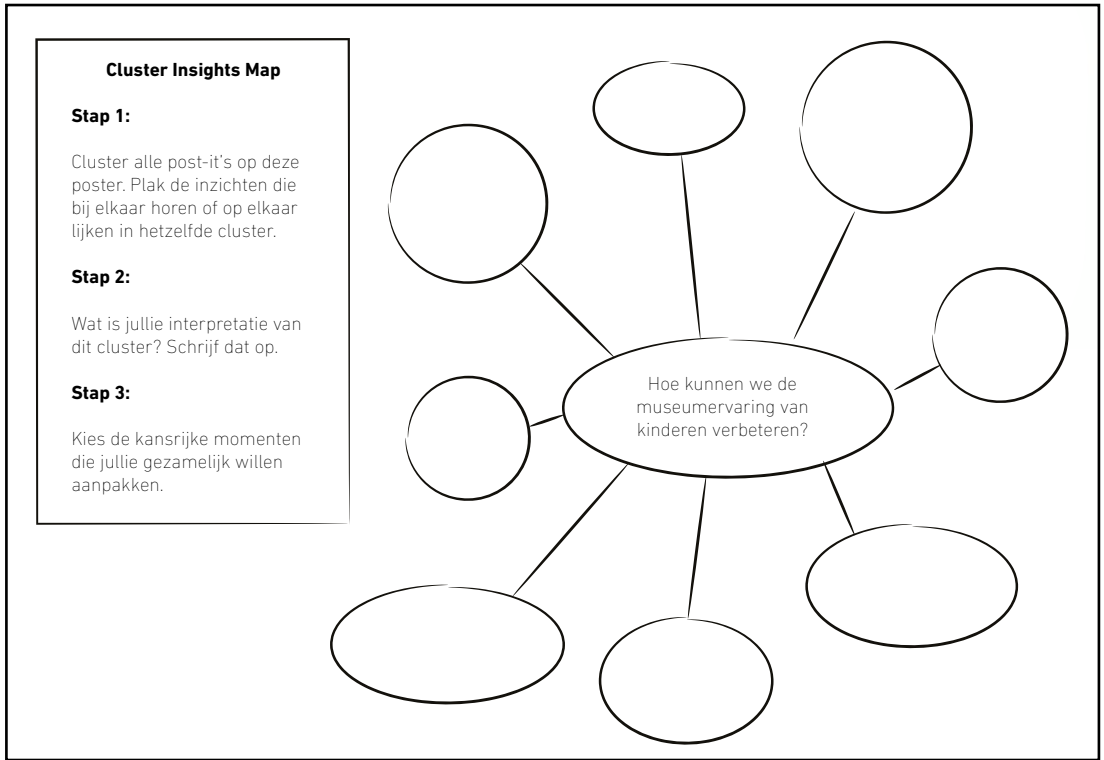 Cluster Insights Map
Stap 1:
Cluster alle post-it's op deze
poster. Plak de inzichten die
bij elkaar horen of op elkaar
lijken in hetzelfde cluster.
Stap 2:
Wat is jullie interpretatie van
dit cluster? Schrijf dat op.
Stap 3:
Kies de kansrijke momenten
die jullie gezamelijk willen
aanpakken.
Hoe kunnen we de
museumervaring van
kinderen verbeteren?